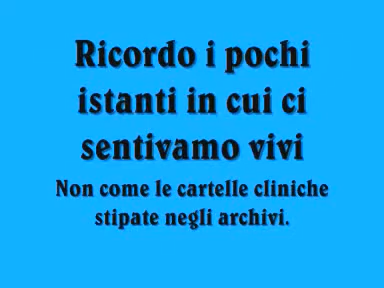 Ricordo i pochi
istanti in cui ci
sentivamo vivi
Non come le cartelle cliniche
stipate negli archivi.